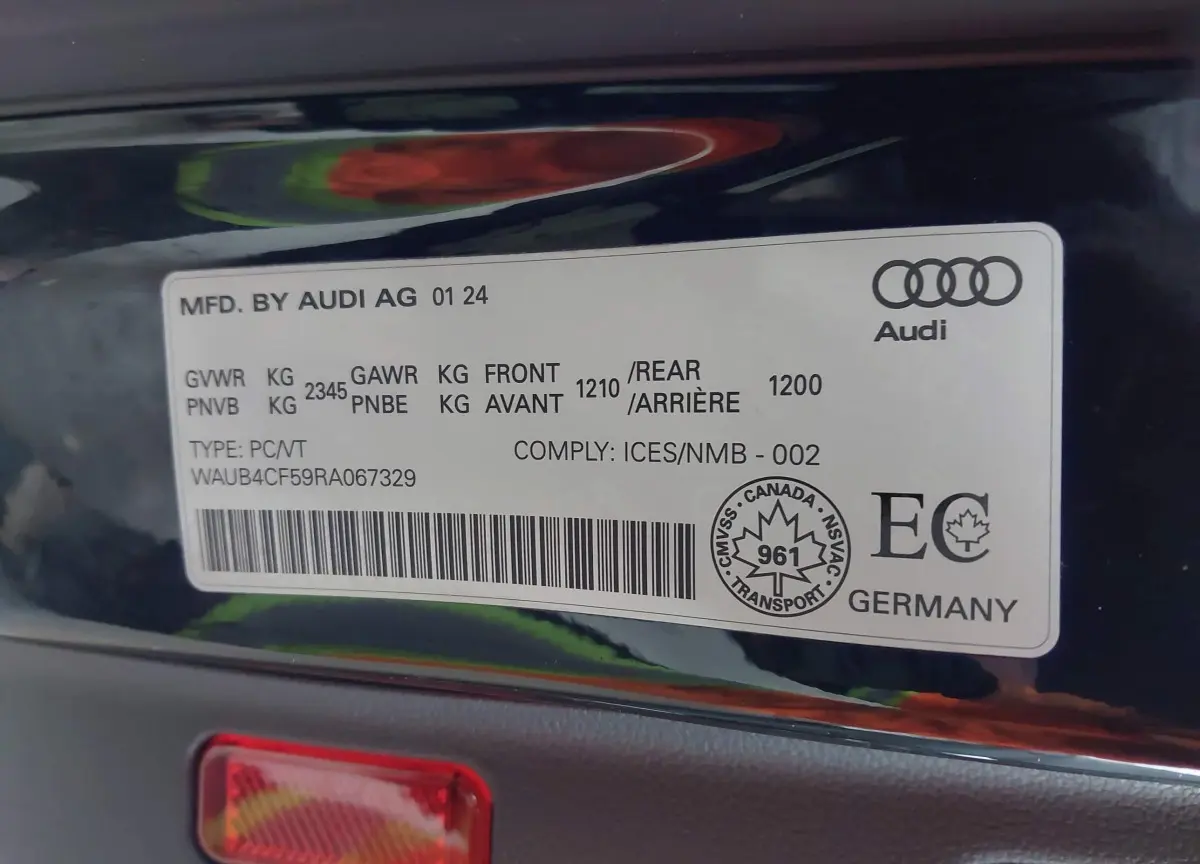 MFD. BY AUDI AG 01 24
Audi
GVWR KG 2345 GAWR KG FRONT 1210 /REAR 1200
PNVB KG PNBE KG AVANT /ARRIÈRE
TYPE: PC/VT COMPLY: ICES/NMB - 002
WAUB4CF59RA067329
CMVSS · CANADA · NSVAC · TRANSPORT ·
961
EC
GERMANY